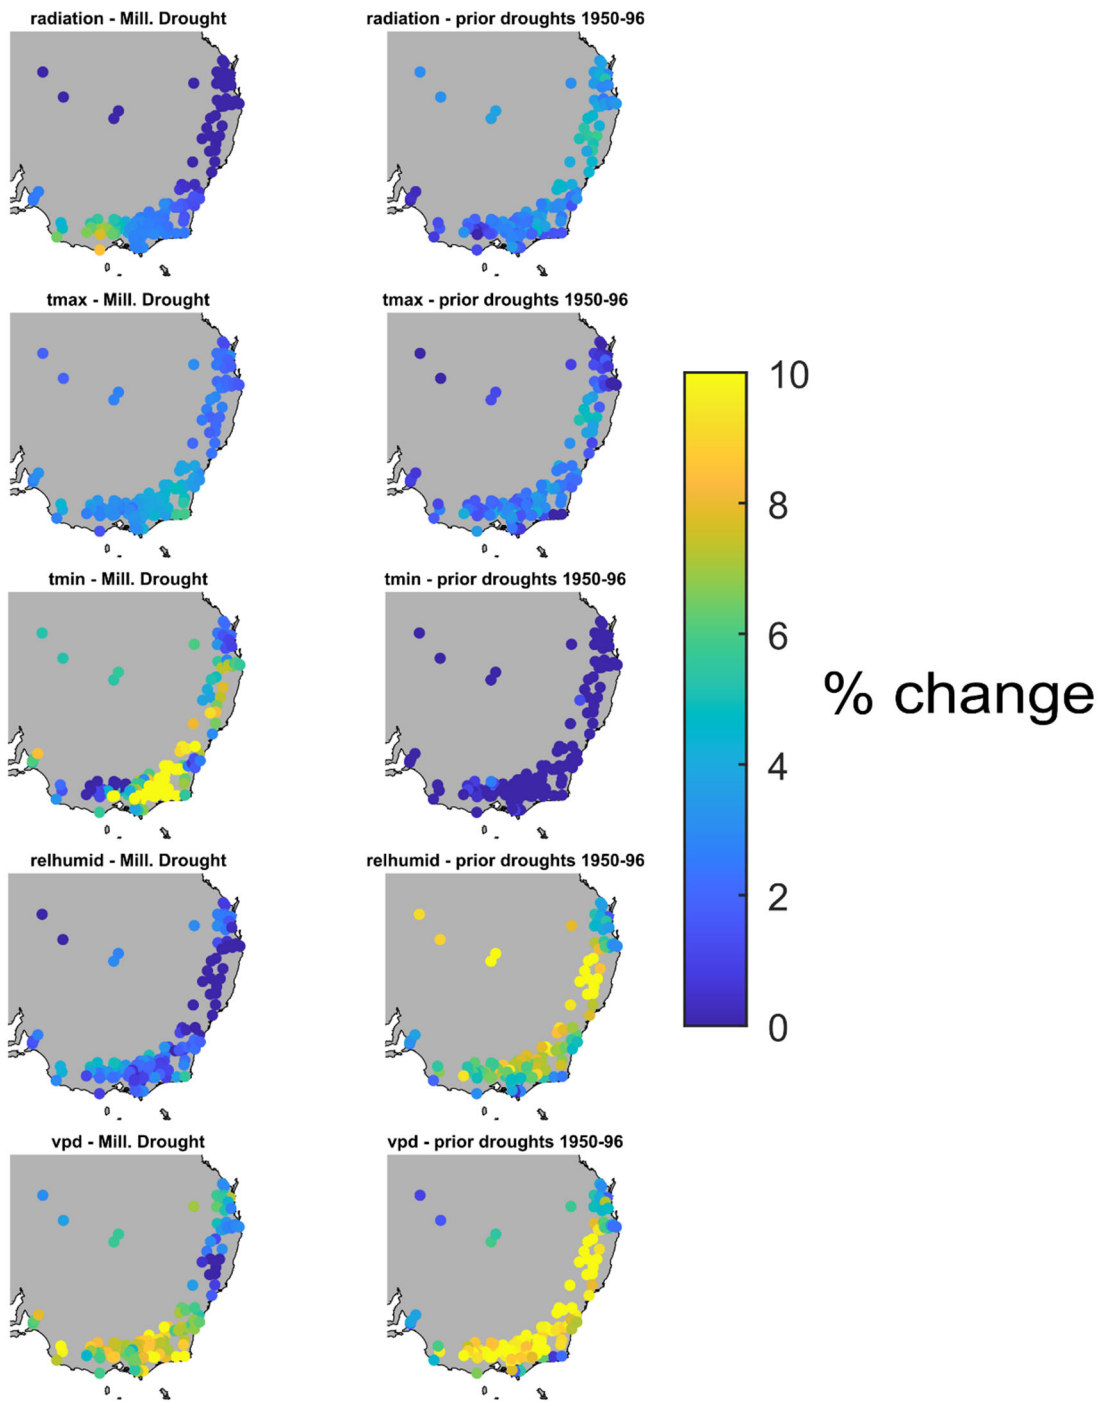 radiation - Mill. Drought
radiation - prior droughts 1950-96
tmax - Mill. Drought
tmax - prior droughts 1950-96
10
8
tmin - Mill. Drought
tmin - prior droughts 1950-96
6
% change
4
relhumid - Mill. Drought
relhumid - prior droughts 1950-96
2
0
vpd - Mill. Drought
vpd - prior droughts 1950-96